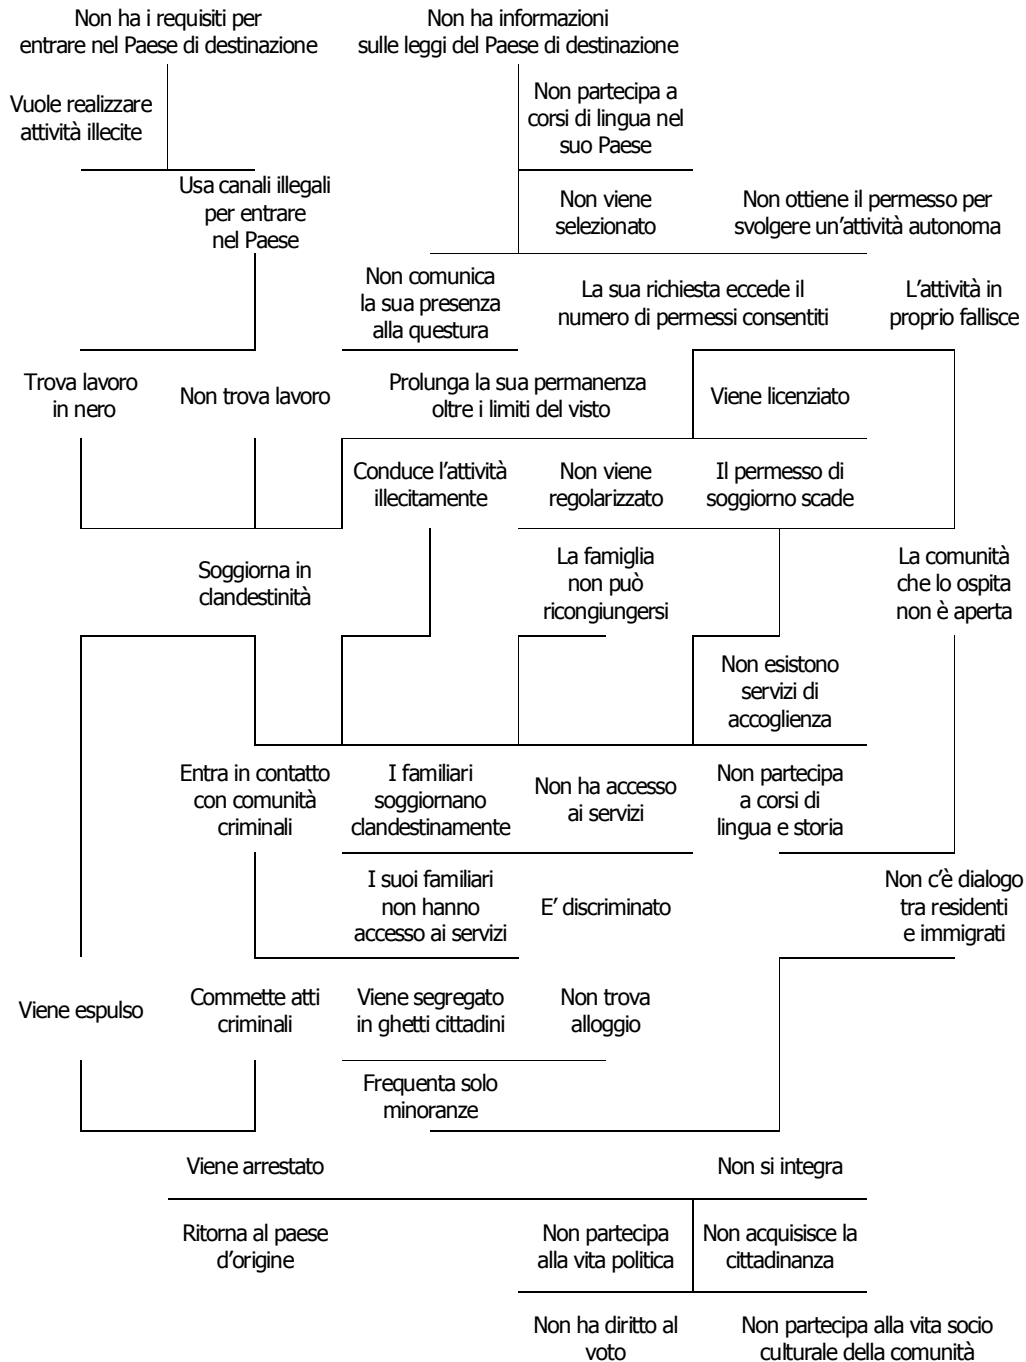 Non ha i requisiti per
entrare nel Paese di destinazione
Non ha informazioni
sulle leggi del Paese di destinazione
Vuole realizzare
attività illecite
Non partecipa a
corsi di lingua nel
suo Paese
Usa canali illegali
per entrare
nel Paese
Non viene
selezionato
Non ottiene il permesso per
svolgere un'attività autonoma
Non comunica
la sua presenza
alla questura
La sua richiesta eccede il
numero di permessi consentiti
L'attività in
proprio fallisce
Trova lavoro
in nero
Non trova lavoro
Prolunga la sua permanenza
oltre i limiti del visto
Viene licenziato
Conduce l'attività
illecitamente
Non viene
regolarizzato
Il permesso di
soggiorno scade
Soggiorna in
clandestinità
La famiglia
non può
ricongiungersi
La comunità
che lo ospita
non è aperta
Non esistono
servizi di
accoglienza
Entra in contatto
con comunità
criminali
I familiari
soggiornano
clandestinamente
Non ha accesso
ai servizi
Non partecipa
a corsi di
lingua e storia
I suoi familiari
non hanno
accesso ai servizi
E' discriminato
Non c'è dialogo
tra residenti
e immigrati
Viene espulso
Commette atti
criminali
Viene segregato
in ghetti cittadini
Non trova
alloggio
Frequenta solo
minoranze
Viene arrestato
Non si integra
Ritorna al paese
d'origine
Non partecipa
alla vita politica
Non acquisisce la
cittadinanza
Non ha diritto al
voto
Non partecipa alla vita socio
culturale della comunità